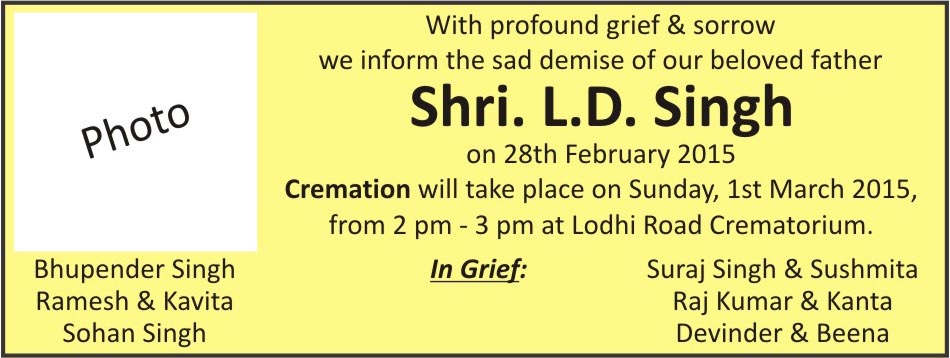 Photo
With profound grief & sorrow
we inform the sad demise of our beloved father
Shri. L.D. Singh
on 28th February 2015
Cremation will take place on Sunday, 1st March 2015,
from 2 pm - 3 pm at Lodhi Road Crematorium.
In Grief:
Bhupender Singh
Ramesh & Kavita
Sohan Singh
Suraj Singh & Sushmita
Raj Kumar & Kanta
Devinder & Beena